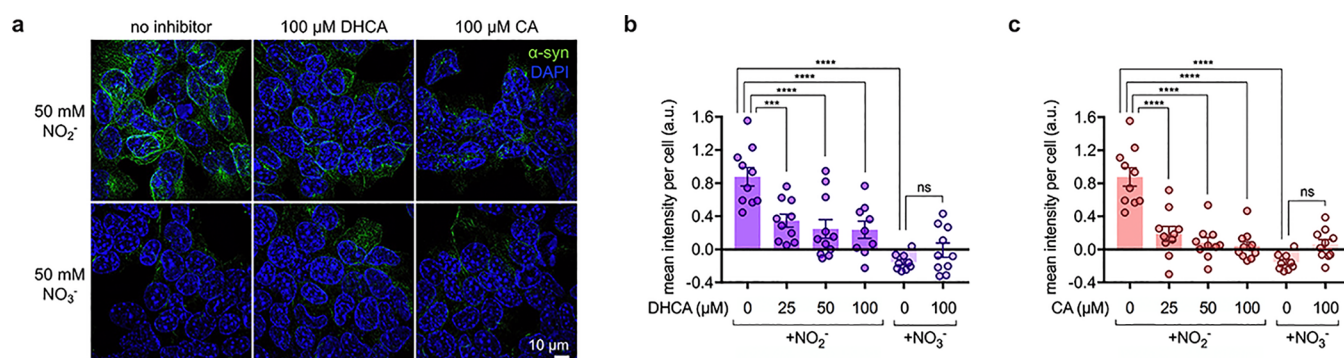 a
no inhibitor
100 µM DHCA
100 µM CA
α-syn
DAPI
50 mM
NO₂⁻
50 mM
NO₃⁻
10 µm
b
mean intensity per cell (a.u.)
1.6
1.2
0.8
0.4
0.0
-0.4
****
****
****
***
ns
DHCA (µM) 0 25 50 100 0 100
+NO₂⁻ +NO₃⁻
c
mean intensity per cell (a.u.)
1.6
1.2
0.8
0.4
0.0
-0.4
****
****
****
****
ns
CA (µM) 0 25 50 100 0 100
+NO₂⁻ +NO₃⁻